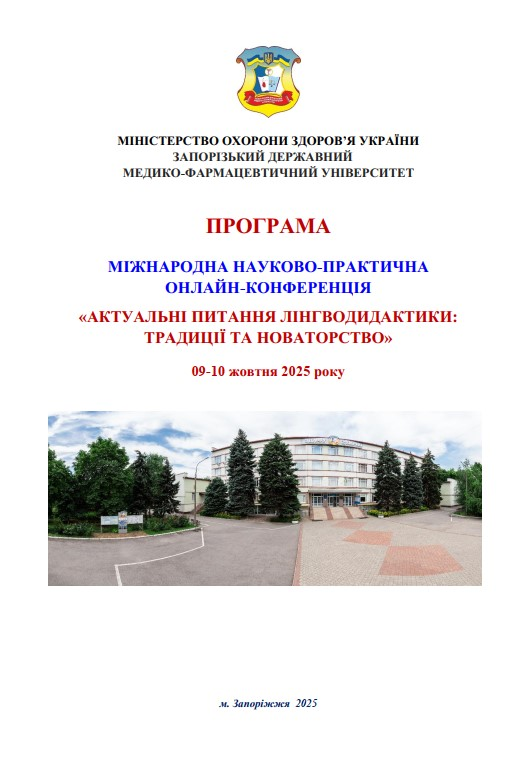 МІНІСТЕРСТВО ОХОРОНИ ЗДОРОВ'Я УКРАЇНИ
ЗАПОРІЗЬКИЙ ДЕРЖАВНИЙ
МЕДИКО-ФАРМАЦЕВТИЧНИЙ УНІВЕРСИТЕТ
ПРОГРАМА
МІЖНАРОДНА НАУКОВО-ПРАКТИЧНА
ОНЛАЙН-КОНФЕРЕНЦІЯ
«АКТУАЛЬНІ ПИТАННЯ ЛІНГВОДИДАКТИКИ:
ТРАДИЦІЇ ТА НОВАТОРСТВО»
09-10 жовтня 2025 року
м. Запоріжжя 2025